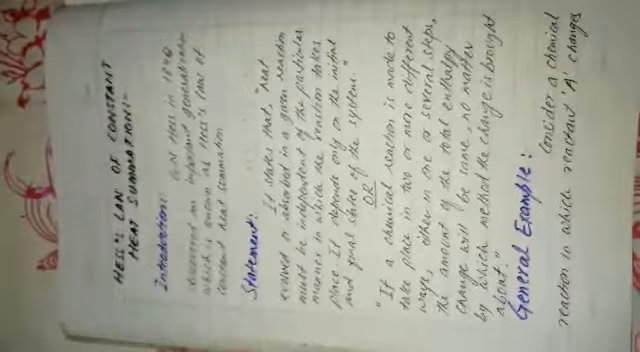 HESS'S LAW OF CONSTANT
HEAT SUMMATION:-
Introduction:
G.H Hess in 1840
discovered an important generalization
which is known as Hess's law of
constant heat summation
Statement:
It states that, "heat
evolved or absorbed in a given reaction
must be independent of the particular
manner in which the reaction takes
place It depends only on the initial
and final states of the system."
OR
"If a chemical reaction is made to
take place in two or more different
ways, either in one or several steps,
the amount of the total enthalpy
change will be same, no matter
by which method the change is brought
about."
General Example:
Consider a chemical
reaction in which reactant 'A' changes